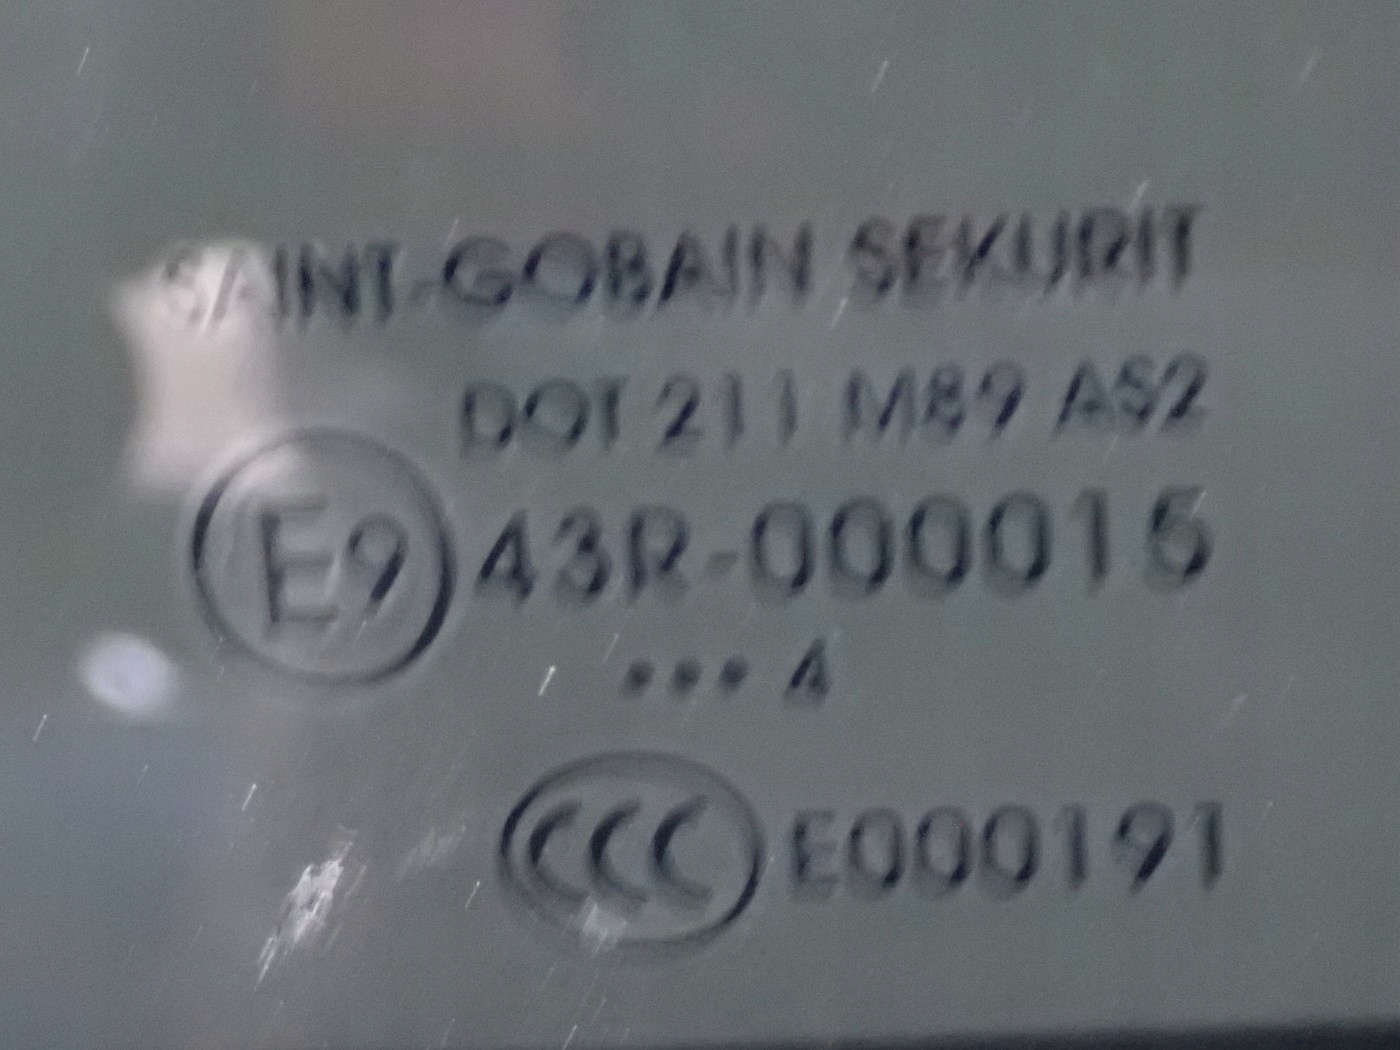 SAINT-GOBAIN SEKURIT
DOT 211 M89 AS2
E9 43R-000015
••• 4
CCC E000191